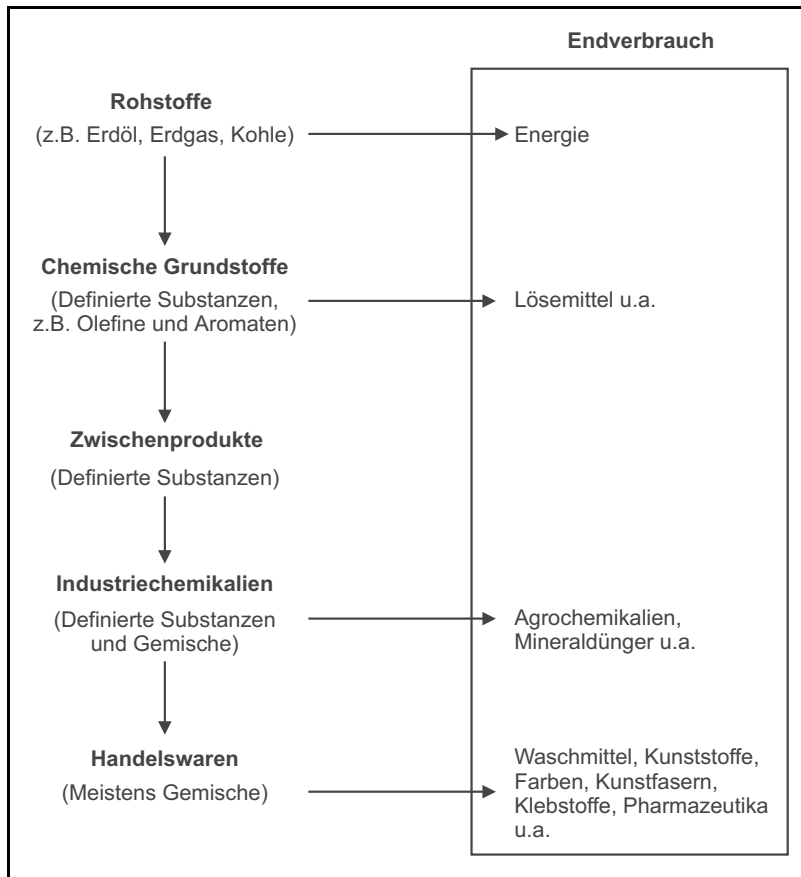 Endverbrauch
Rohstoffe
(z.B. Erdöl, Erdgas, Kohle)
Energie
Chemische Grundstoffe
(Definierte Substanzen,
z.B. Olefine und Aromaten)
Lösemittel u.a.
Zwischenprodukte
(Definierte Substanzen)
Industriechemikalien
(Definierte Substanzen
und Gemische)
Agrochemikalien,
Mineraldünger u.a.
Handelswaren
(Meistens Gemische)
Waschmittel, Kunststoffe,
Farben, Kunstfasern,
Klebstoffe, Pharmazeutika
u.a.